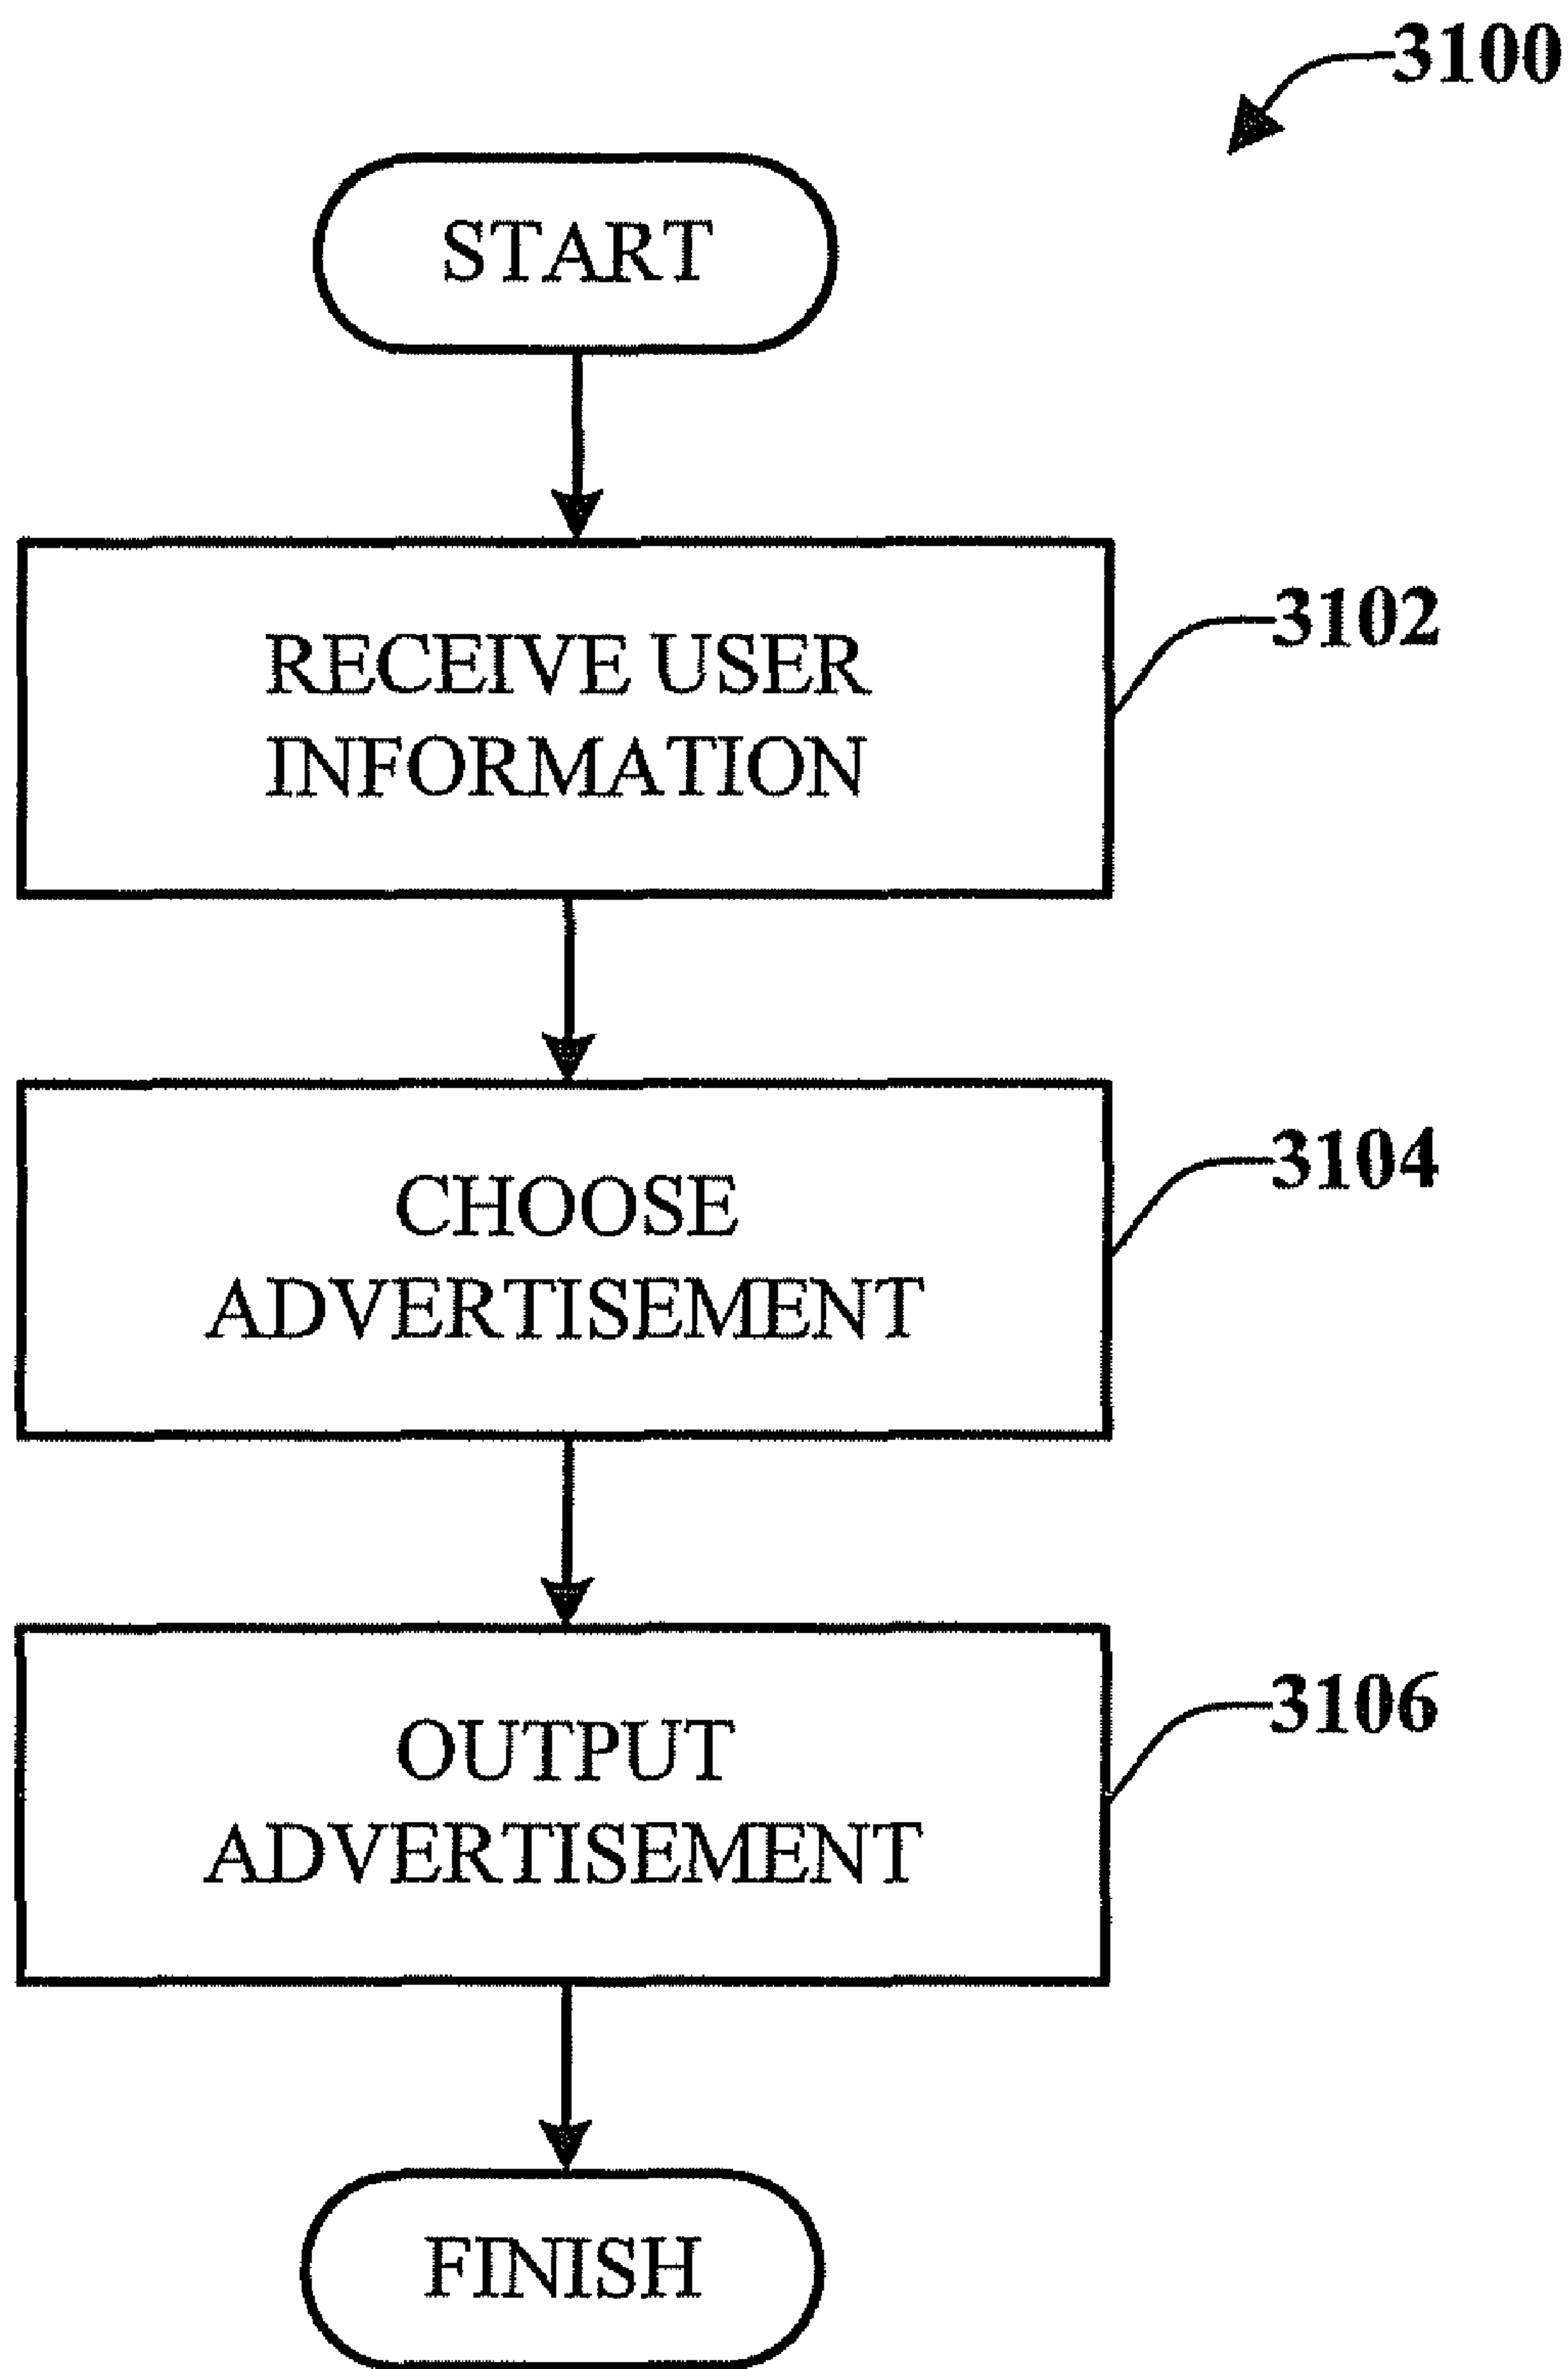 3100
START
RECEIVE USER
INFORMATION
3102
CHOOSE
ADVERTISEMENT
3104
OUTPUT
ADVERTISEMENT
3106
FINISH